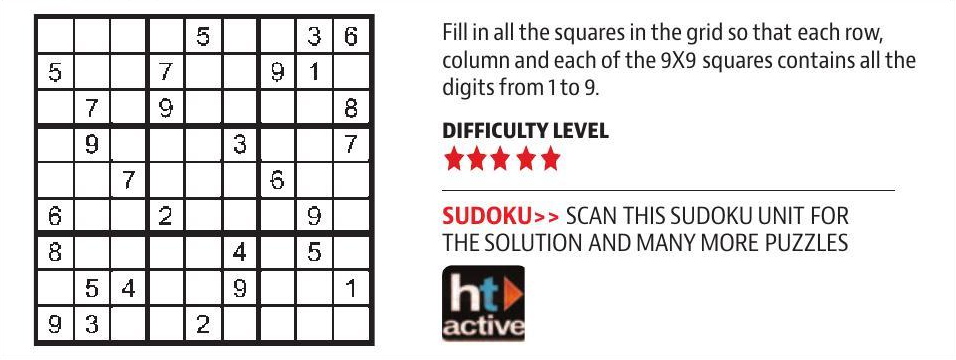 5 3 6
5 7 9 1
7 9 8
9 3 7
7 6
6 2 9
8 4 5
5 4 9 1
9 3 2
Fill in all the squares in the grid so that each row,
column and each of the 9X9 squares contains all the
digits from 1 to 9.
DIFFICULTY LEVEL
SUDOKU>> SCAN THIS SUDOKU UNIT FOR
THE SOLUTION AND MANY MORE PUZZLES
ht
active